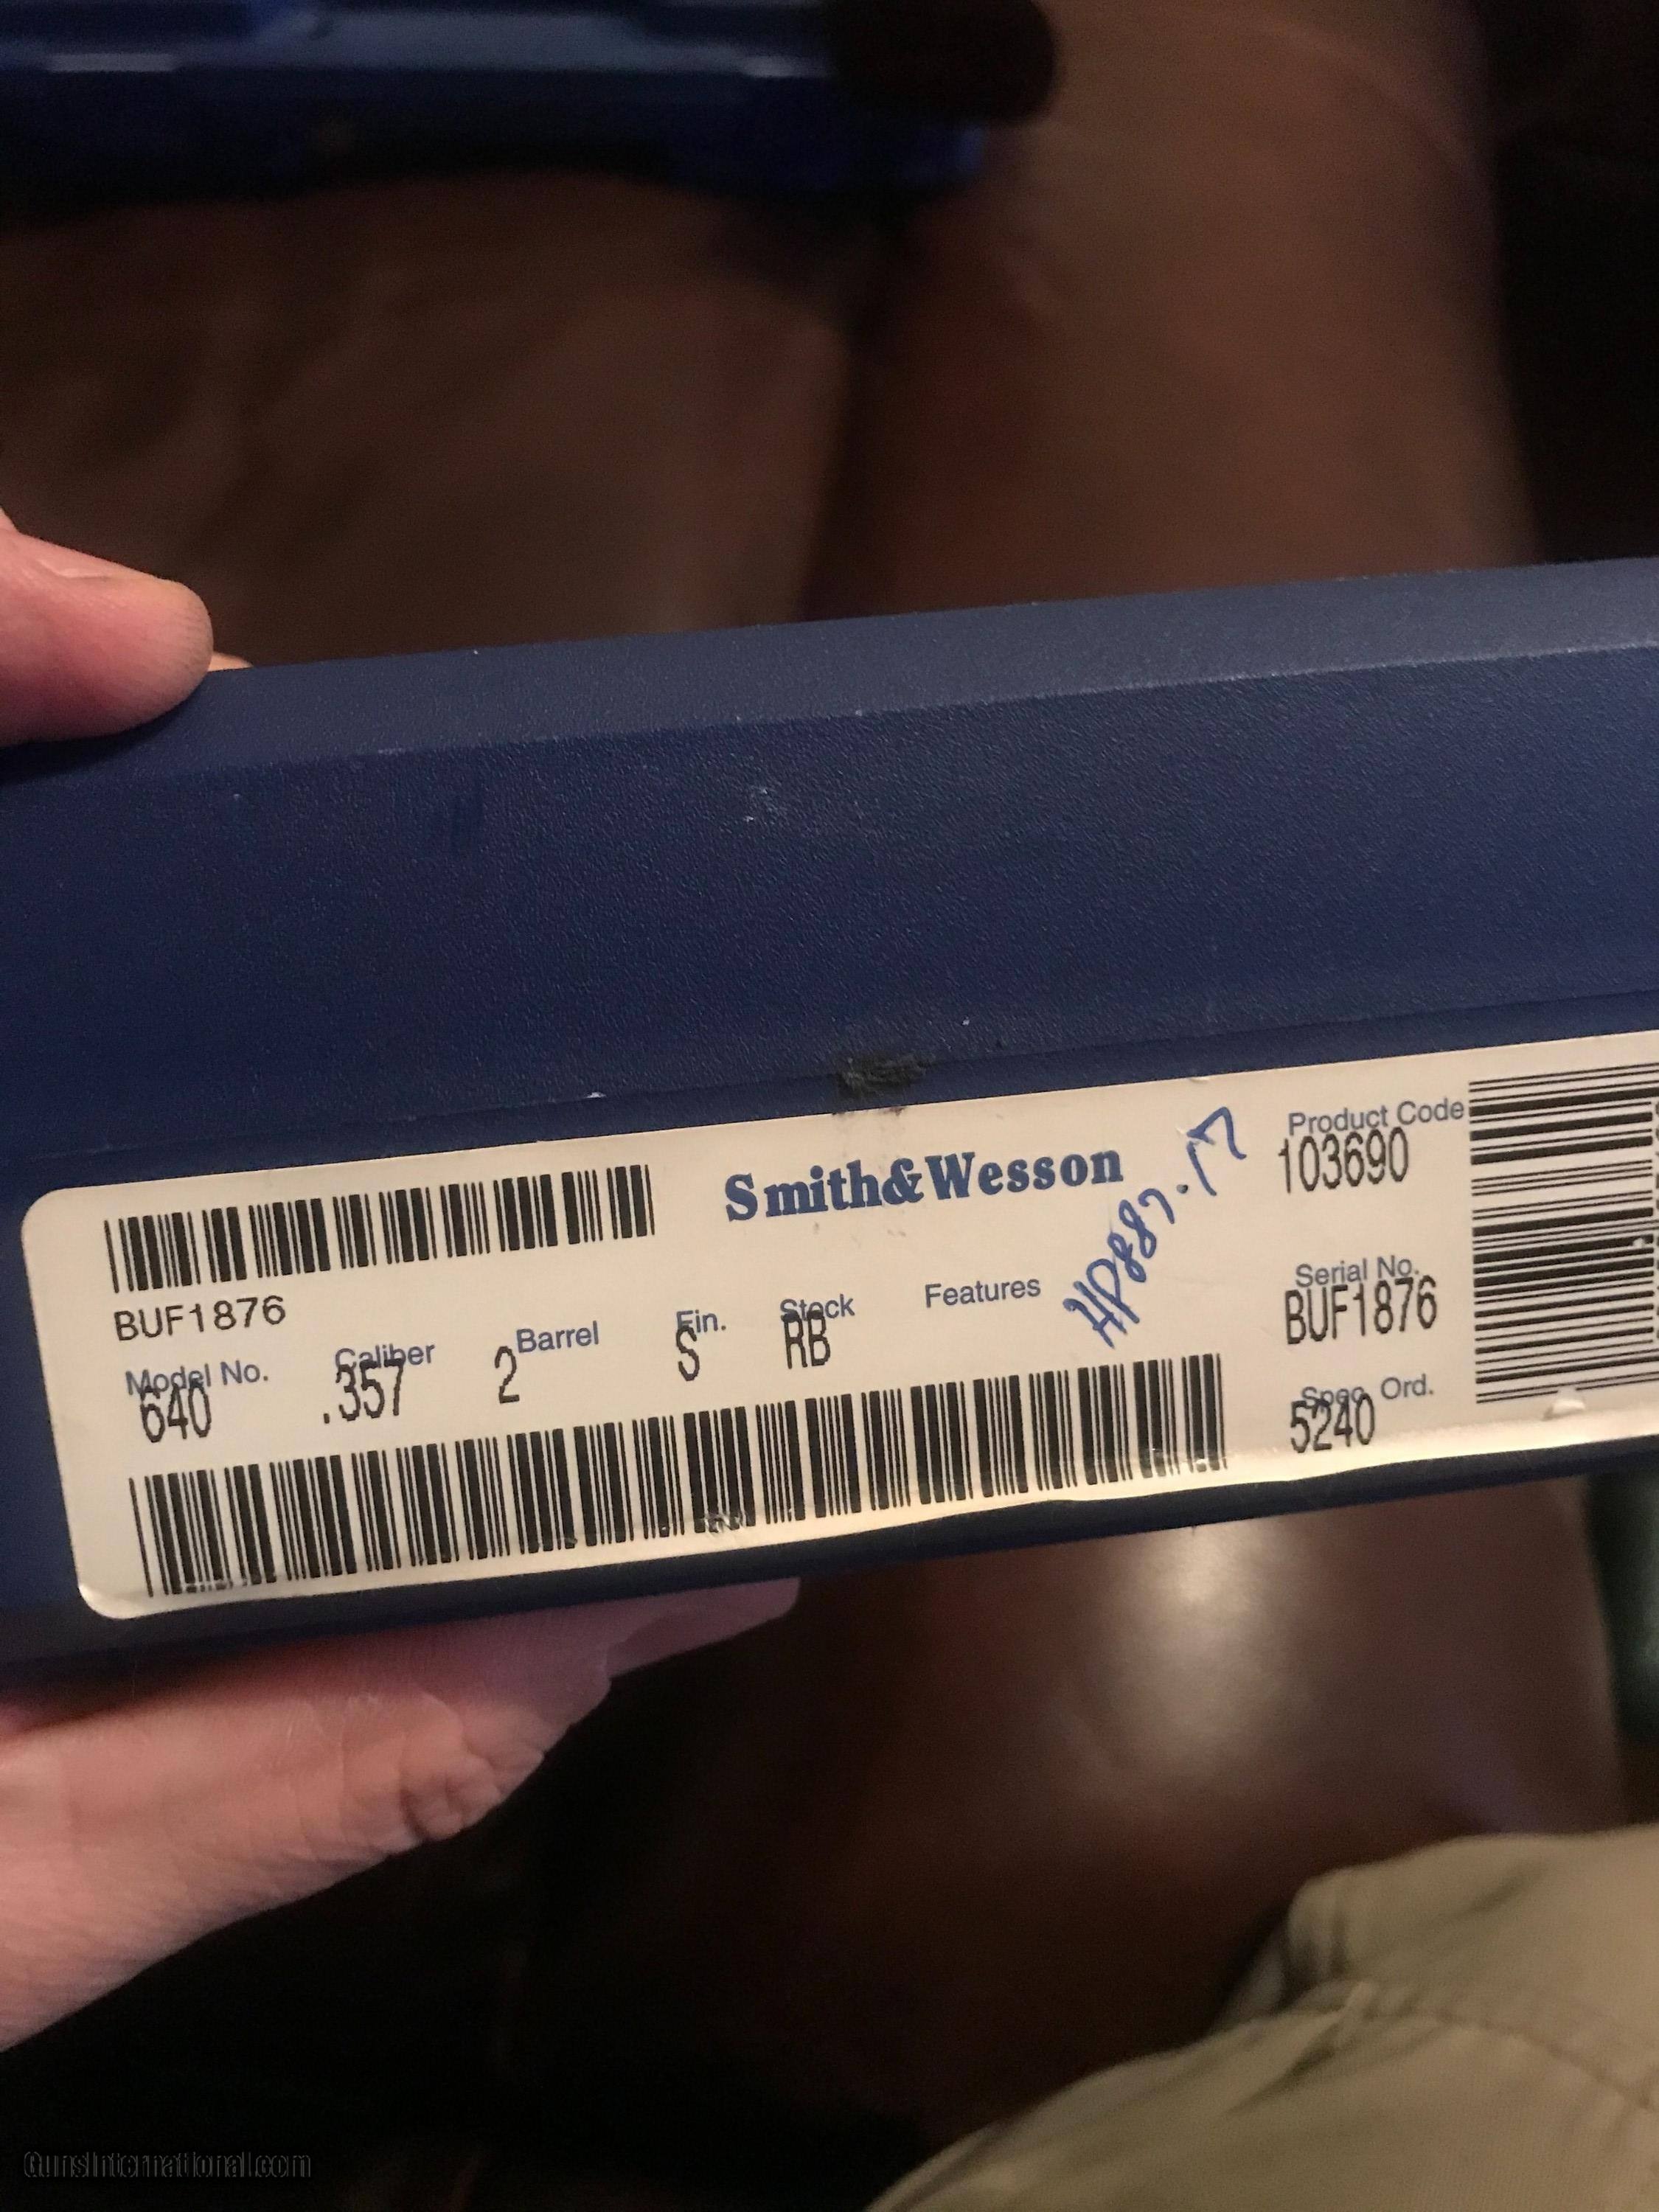 Smith&Wesson
HP887.17
Product Code
103690
BUF1876
Serial No.
BUF1876
Model No. Caliber Barrel Fin. Stock Features
640 .357 2 S RB
Spec. Ord.
5240
GunsInternational.com